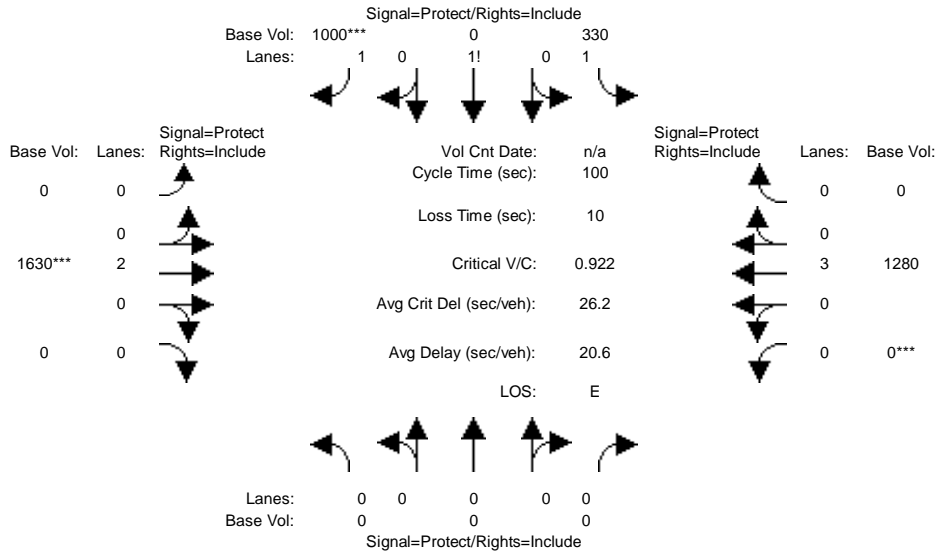 Signal=Protect/Rights=Include
Base Vol: 1000*** 0 330
Lanes: 1 0 1! 0 1
Signal=Protect
Base Vol: Lanes: Rights=Include
Vol Cnt Date: n/a
Signal=Protect
Rights=Include Lanes: Base Vol:
Cycle Time (sec): 100
0 0
0 0
Loss Time (sec): 10
0
0
1630*** 2
Critical V/C: 0.922
3 1280
0
Avg Crit Del (sec/veh): 26.2
0
0 0
Avg Delay (sec/veh): 20.6
0 0***
LOS: E
Lanes: 0 0 0 0 0
Base Vol: 0 0 0
Signal=Protect/Rights=Include